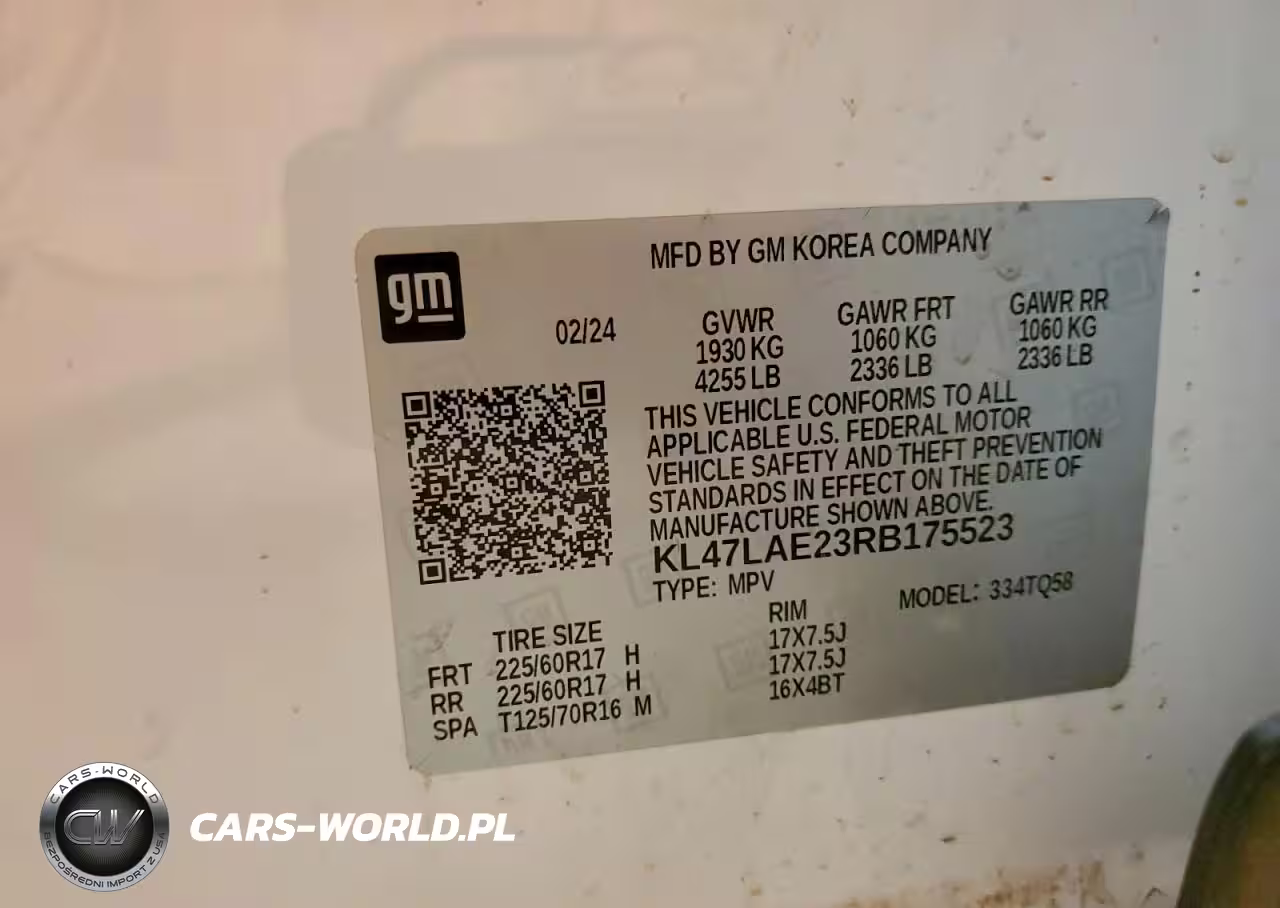 MFD BY GM KOREA COMPANY
gm
02/24
GVWR GAWR FRT GAWR RR
1930 KG 1060 KG 1060 KG
4255 LB 2336 LB 2336 LB
THIS VEHICLE CONFORMS TO ALL
APPLICABLE U.S. FEDERAL MOTOR
VEHICLE SAFETY AND THEFT PREVENTION
STANDARDS IN EFFECT ON THE DATE OF
MANUFACTURE SHOWN ABOVE.
KL47LAE23RB175523
TYPE: MPV MODEL: 334TQ58
TIRE SIZE RIM
FRT 225/60R17 H 17X7.5J
RR 225/60R17 H 17X7.5J
SPA T125/70R16 M 16X4BT
CARS-WORLD
CW
BEZPOŚREDNI IMPORT Z USA
CARS-WORLD.PL